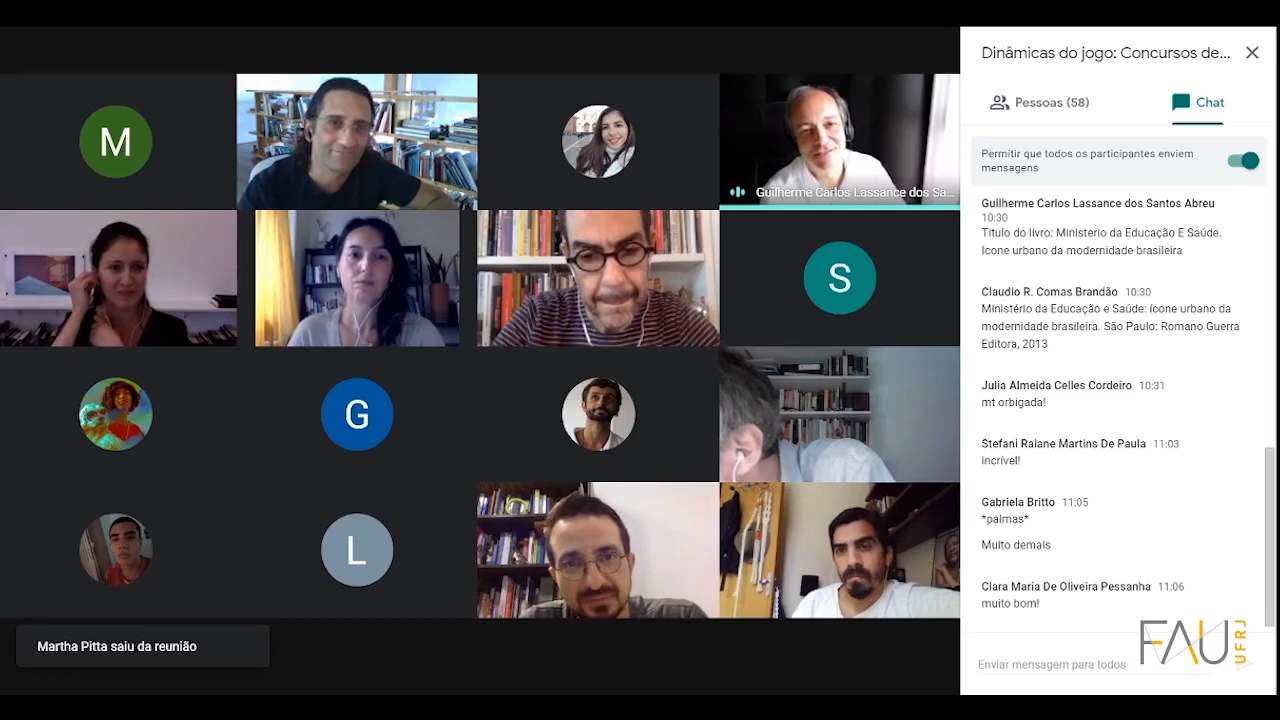 M
Guilherme Carlos Lassance dos Sa...
S
G
L
Martha Pitta saiu da reunião
Dinâmicas do jogo: Concursos de...
Pessoas (58)
Chat
Permitir que todos os participantes enviem
mensagens
Guilherme Carlos Lassance dos Santos Abreu
10:30
Titulo do livro: Ministerio da Educação E Saúde.
Icone urbano da modernidade brasileira
Claudio R. Comas Brandão 10:30
Ministério da Educação e Saúde: ícone urbano da
modernidade brasileira. São Paulo: Romano Guerra
Editora, 2013
Julia Almeida Celles Cordeiro 10:31
mt orbigada!
Stefani Raiane Martins De Paula 11:03
incrível!
Gabriela Britto 11:05
*palmas*
Muito demais
Clara Maria De Oliveira Pessanha 11:06
muito bom!
Enviar mensagem para todos
FAU
UFRJ